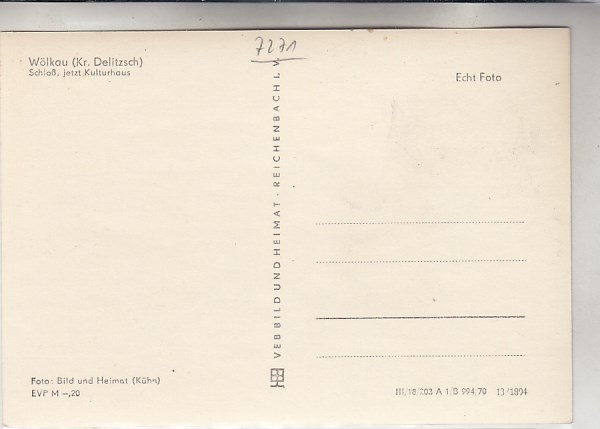 7271
Wölkau (Kr. Delitzsch)
Schloß, jetzt Kulturhaus
Echt Foto
VEB BILD UND HEIMAT · REICHENBACH I. V.
Foto: Bild und Heimat (Kühn)
EVP M -,20
III/18/203 A 1/B 994/70 13/1894